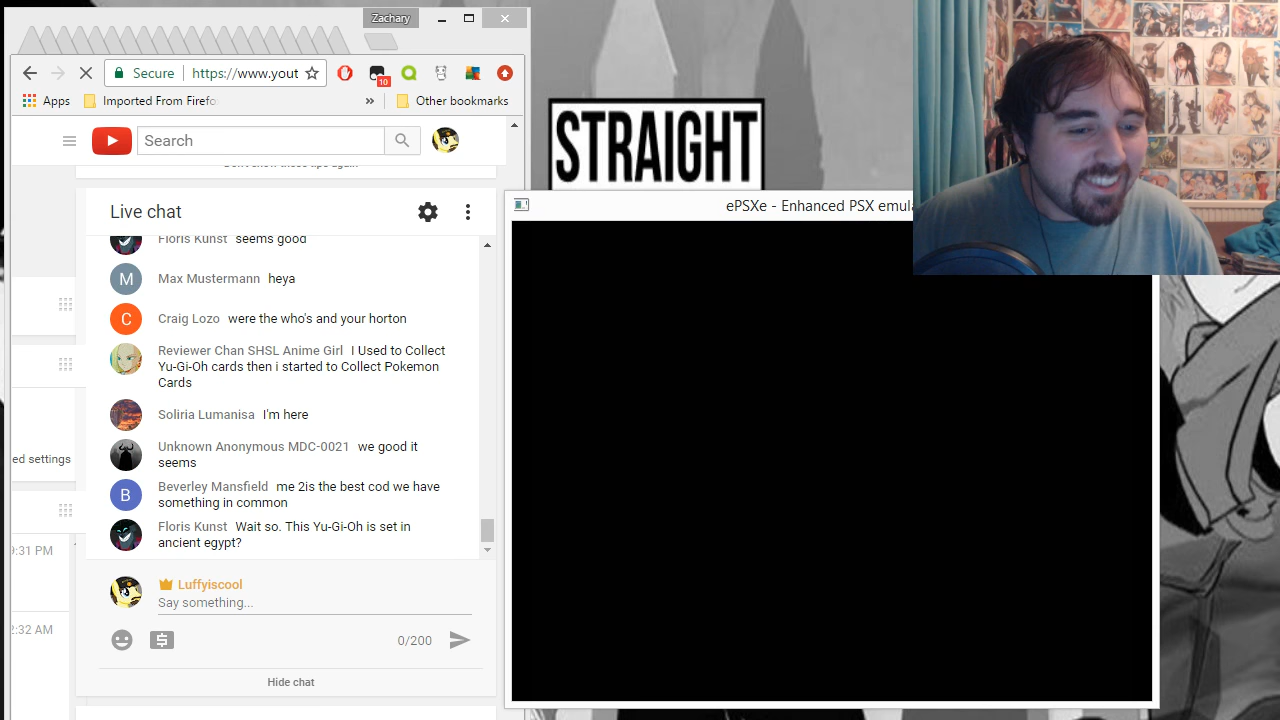 Zachary
Secure https://www.yout
10
Apps Imported From Firefo
» Other bookmarks
Search
STRAIGHT
ePSXe - Enhanced PSX emula
Live chat
Floris Kunst seems good
M Max Mustermann heya
C Craig Lozo were the who's and your horton
Reviewer Chan SHSL Anime Girl I Used to Collect
Yu-Gi-Oh cards then i started to Collect Pokemon
Cards
Soliria Lumanisa I'm here
Unknown Anonymous MDC-0021 we good it
seems
B Beverley Mansfield me 2is the best cod we have
something in common
Floris Kunst Wait so. This Yu-Gi-Oh is set in
ancient egypt?
ed settings
9:31 PM
2:32 AM
Luffyiscool
Say something...
0/200
Hide chat